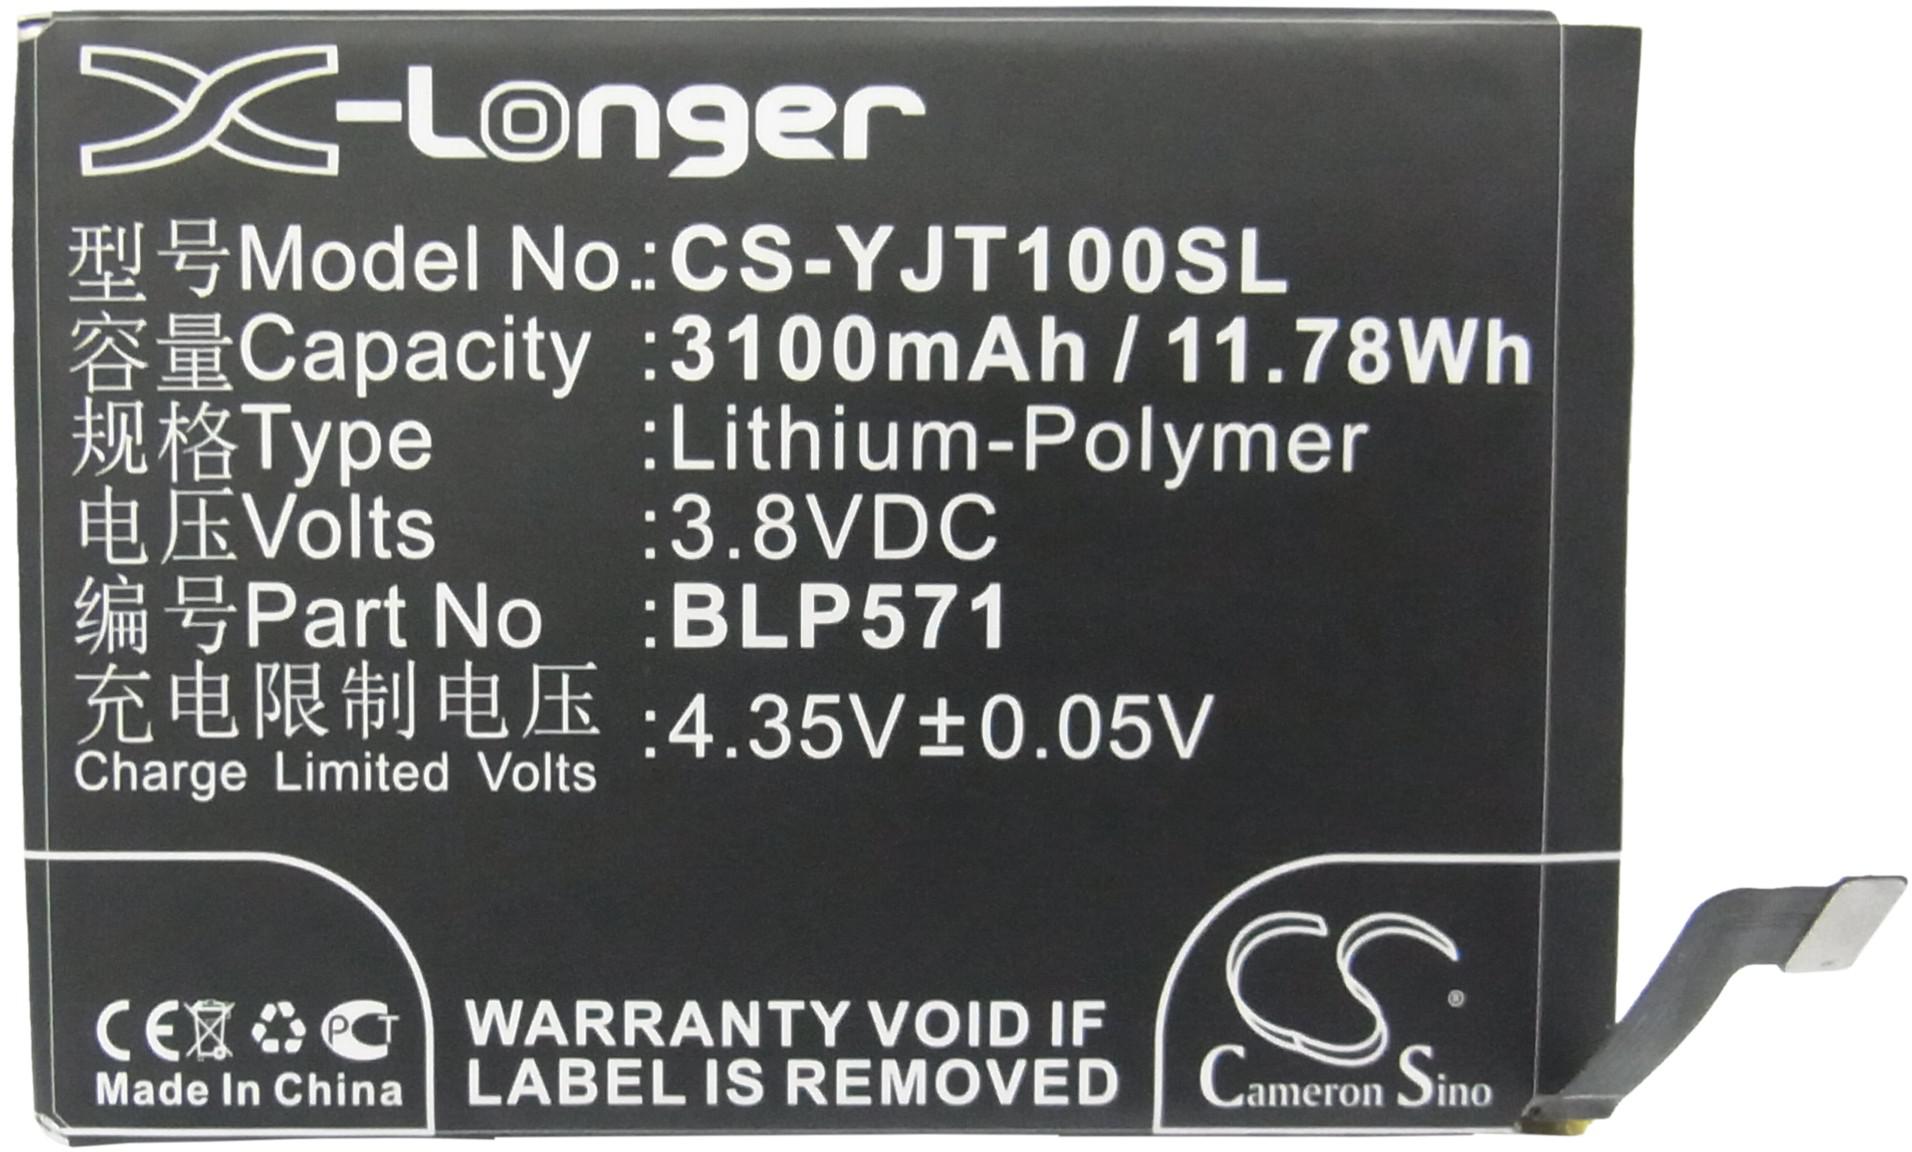 X-Longer
型号Model No.:CS-YJT100SL
容量Capacity :3100mAh / 11.78Wh
规格Type :Lithium-Polymer
电压Volts :3.8VDC
编号Part No :BLP571
充电限制电压 :4.35V±0.05V
Charge Limited Volts
CE PCT
Made In China
WARRANTY VOID IF
LABEL IS REMOVED
CS ®
Cameron Sino